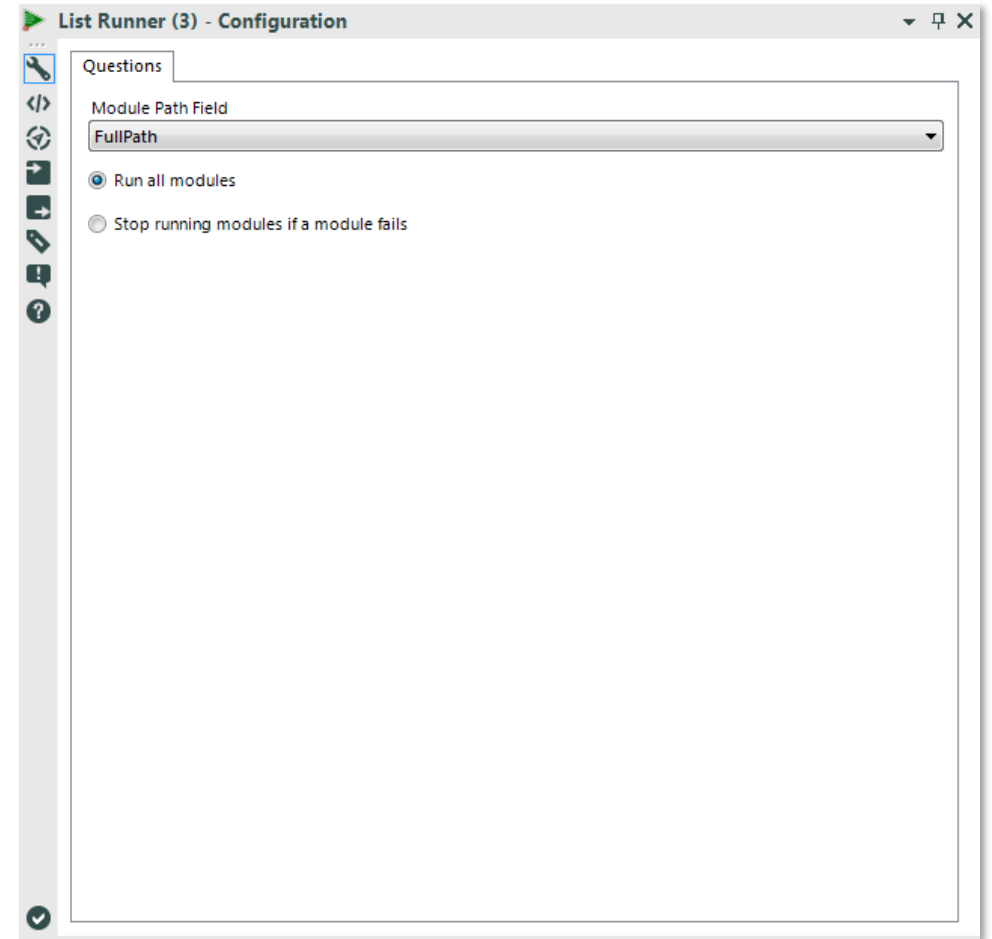 List Runner (3) - Configuration
Questions
Module Path Field
FullPath
Run all modules
Stop running modules if a module fails